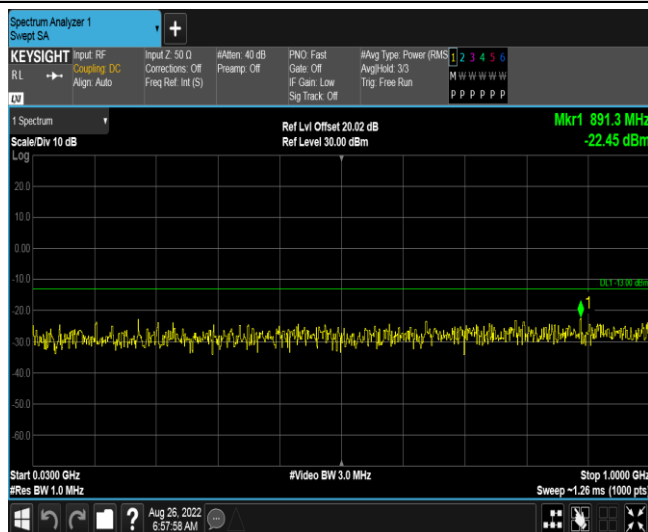 Spectrum Analyzer 1
Swept SA
+
KEYSIGHT
RL
LXI
Input: RF
Coupling: DC
Align: Auto
Input Z: 50 Ω
Corrections: Off
Freq Ref: Int (S)
#Atten: 40 dB
Preamp: Off
PNO: Fast
Gate: Off
IF Gain: Low
Sig Track: Off
#Avg Type: Power (RMS
Avg|Hold: 3/3
Trig: Free Run
1 2 3 4 5 6
M W W W W W
P P P P P P
1 Spectrum
Scale/Div 10 dB
Ref Lvl Offset 20.02 dB
Ref Level 30.00 dBm
Mkr1 891.3 MHz
-22.45 dBm
Log
20.0
10.0
0.00
-10.0
DL1 -13.00 dBm
-20.0
1
-30.0
-40.0
-50.0
-60.0
Start 0.0300 GHz
#Res BW 1.0 MHz
#Video BW 3.0 MHz
Stop 1.0000 GHz
Sweep ~1.26 ms (1000 pts)
?
Aug 26, 2022
6:57:58 AM